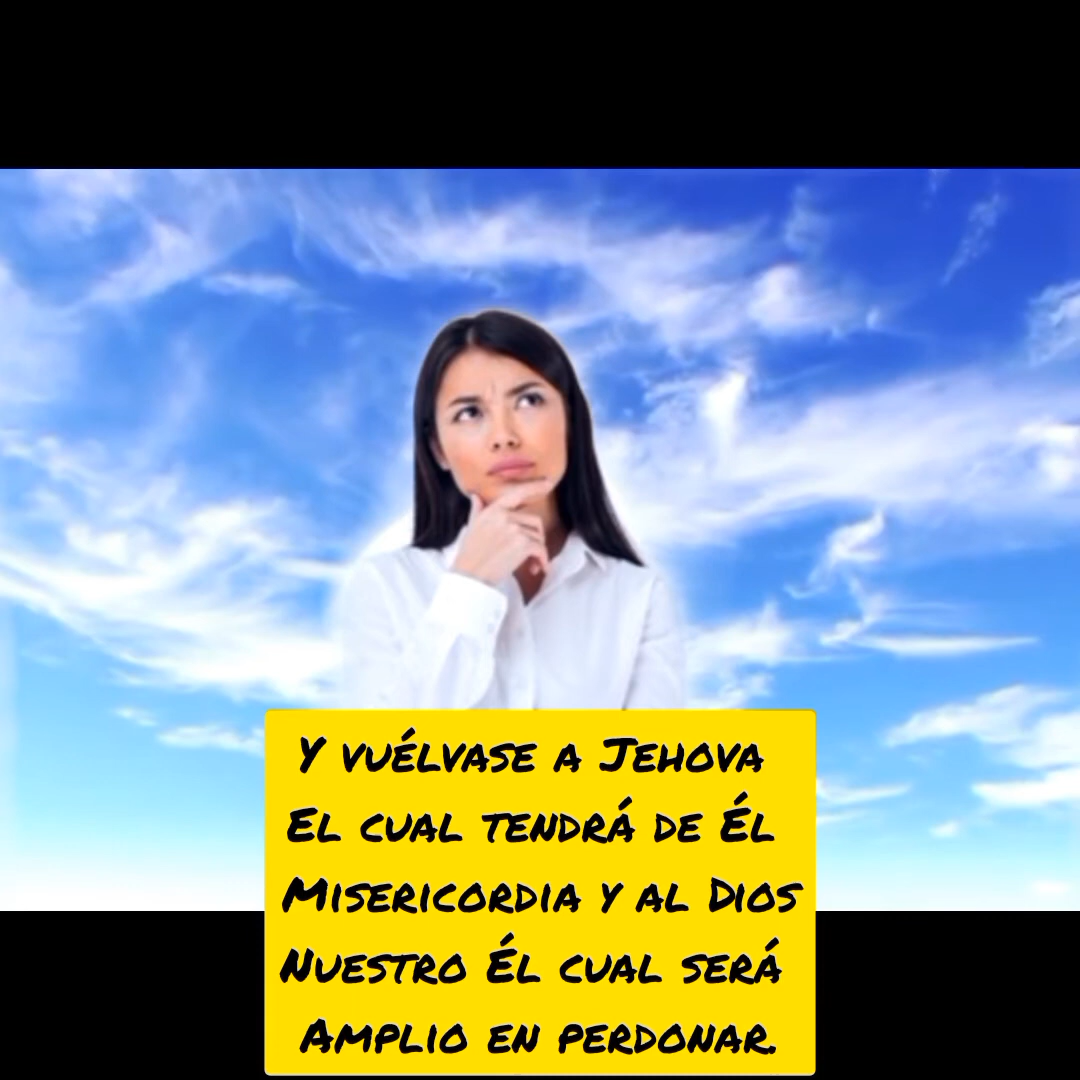 Y vuélvase a Jehova
El cual tendrá de Él
Misericordia y al Dios
Nuestro Él cual será
Amplio en perdonar.